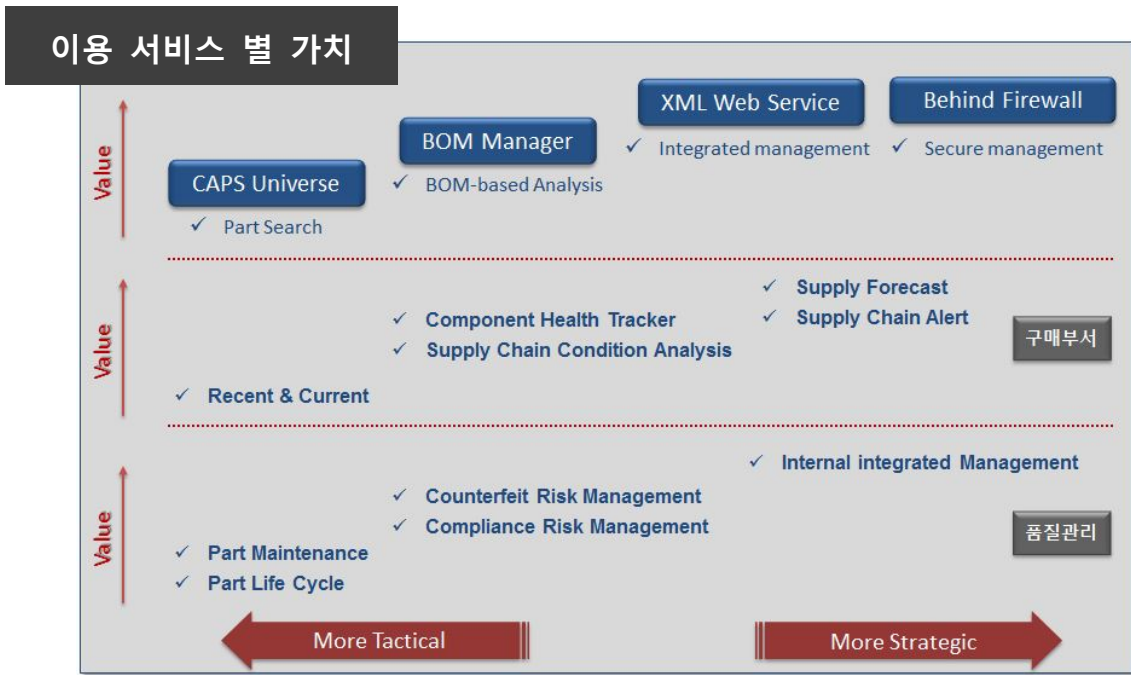 이용 서비스 별 가치
Value
XML Web Service
Behind Firewall
✓ Integrated management
✓ Secure management
BOM Manager
✓ BOM-based Analysis
CAPS Universe
✓ Part Search
Value
✓ Supply Forecast
✓ Supply Chain Alert
구매부서
✓ Component Health Tracker
✓ Supply Chain Condition Analysis
✓ Recent & Current
Value
✓ Internal integrated Management
품질관리
✓ Counterfeit Risk Management
✓ Compliance Risk Management
✓ Part Maintenance
✓ Part Life Cycle
More Tactical
More Strategic